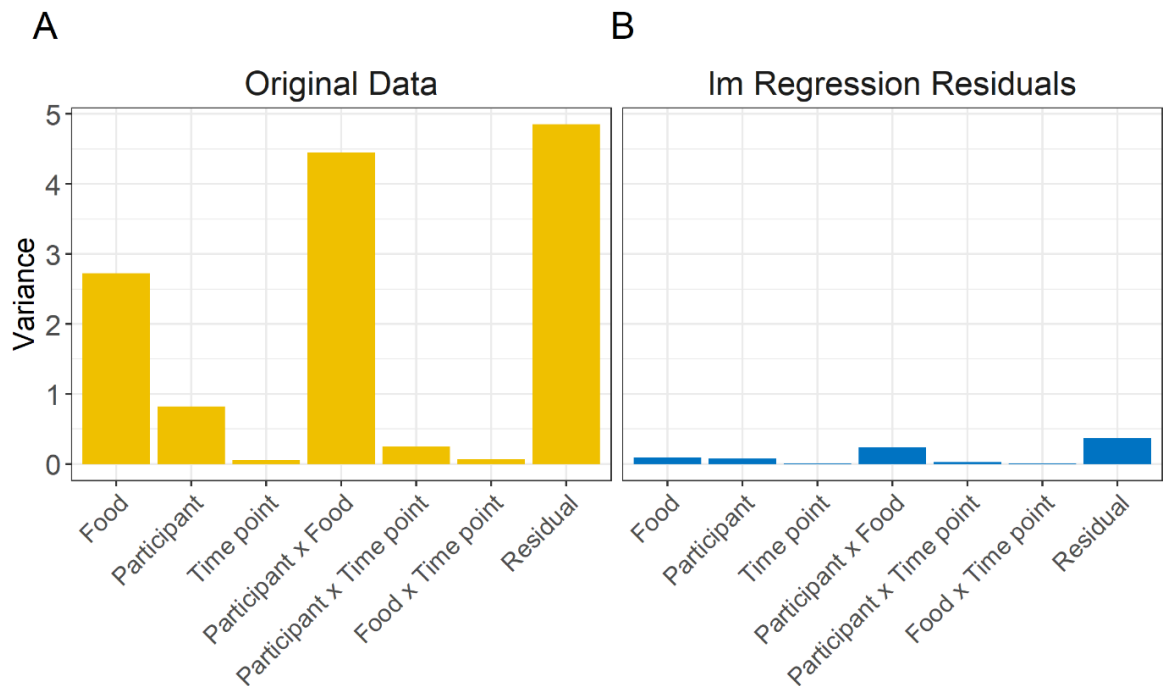 A
B
Original Data
lm Regression Residuals
Variance
5
4
3
2
1
0
Food
Participant
Time point
Participant x Food
Participant x Time point
Food x Time point
Residual
Food
Participant
Time point
Participant x Food
Participant x Time point
Food x Time point
Residual